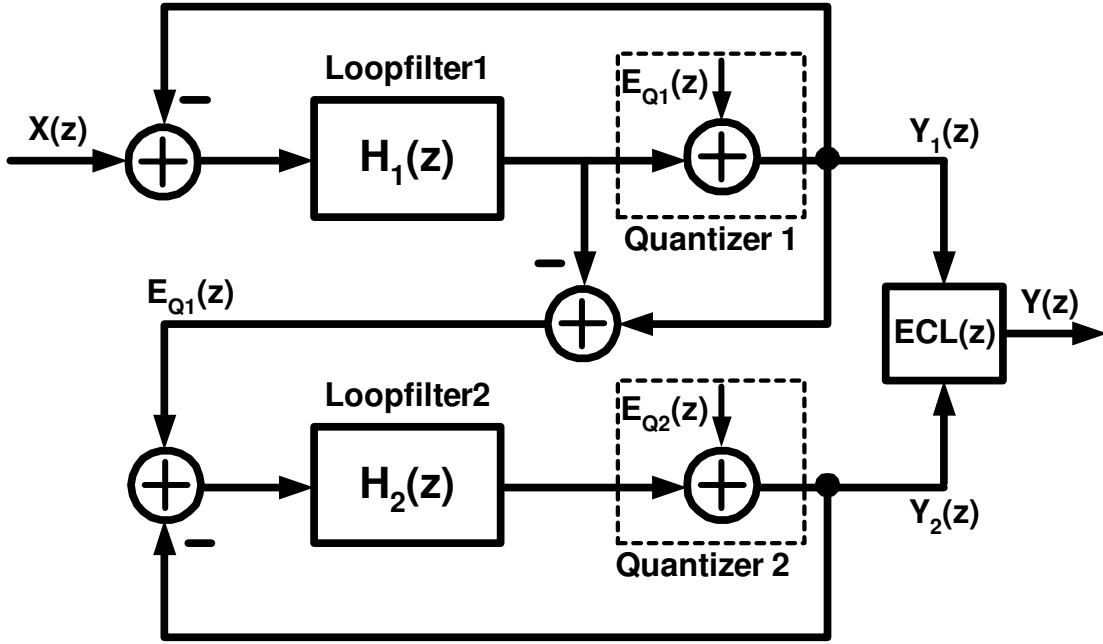 Loopfilter1
E_Q1(z)
X(z)
H_1(z)
Y_1(z)
Quantizer 1
E_Q1(z)
Y(z)
ECL(z)
Loopfilter2
E_Q2(z)
H_2(z)
Y_2(z)
Quantizer 2